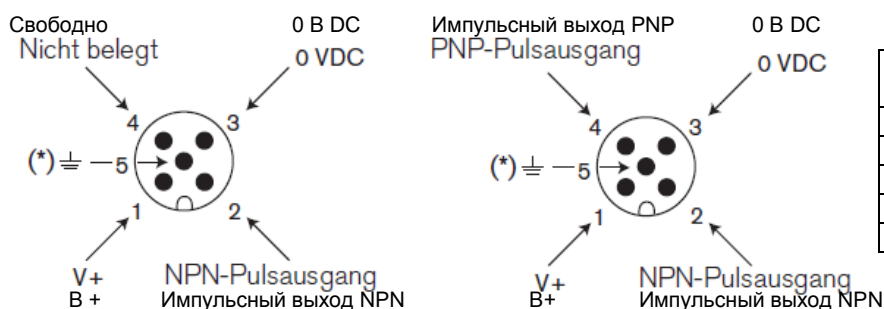 Свободно
Nicht belegt
0 В DC
0 VDC
4
3
(*)
5
1
2
V+
В +
NPN-Pulsausgang
Импульсный выход NPN
Импульсный выход PNP
PNP-Pulsausgang
0 В DC
0 VDC
4
3
(*)
5
1
2
V+
В+
NPN-Pulsausgang
Импульсный выход NPN